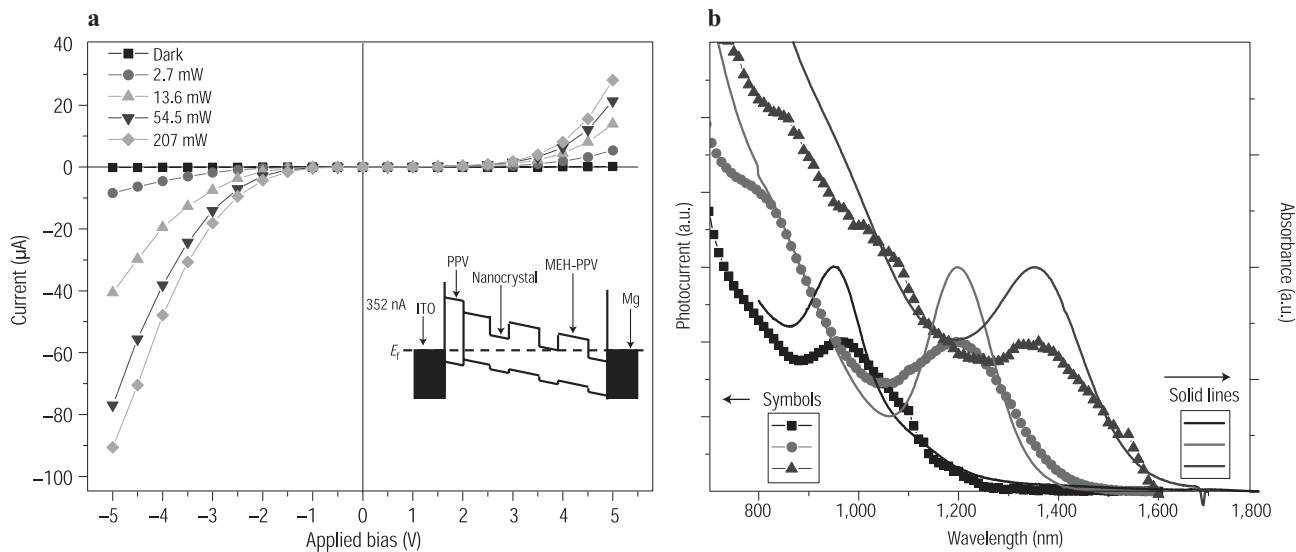 a
40
20
0
−20
−40
−60
−80
−100
Current (µA)
Dark
2.7 mW
13.6 mW
54.5 mW
207 mW
352 nA
ITO
PPV
Nanocrystal
MEH-PPV
Mg
Ef
−5 −4 −3 −2 −1 0 1 2 3 4 5
Applied bias (V)
b
Photocurrent (a.u.)
Absorbance (a.u.)
Symbols
Solid lines
800 1,000 1,200 1,400 1,600 1,800
Wavelength (nm)